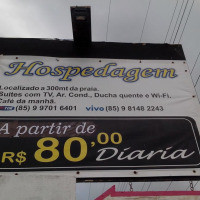 Hospedagem
Localizado a 300mt da praia.
Suítes com TV, Ar. Cond., Ducha quente e Wi-Fi.
Café da manhã.
(85) 9 9701 6401 vivo (85) 9 8148 2243
A partir de
R$ 80,00
Diaria